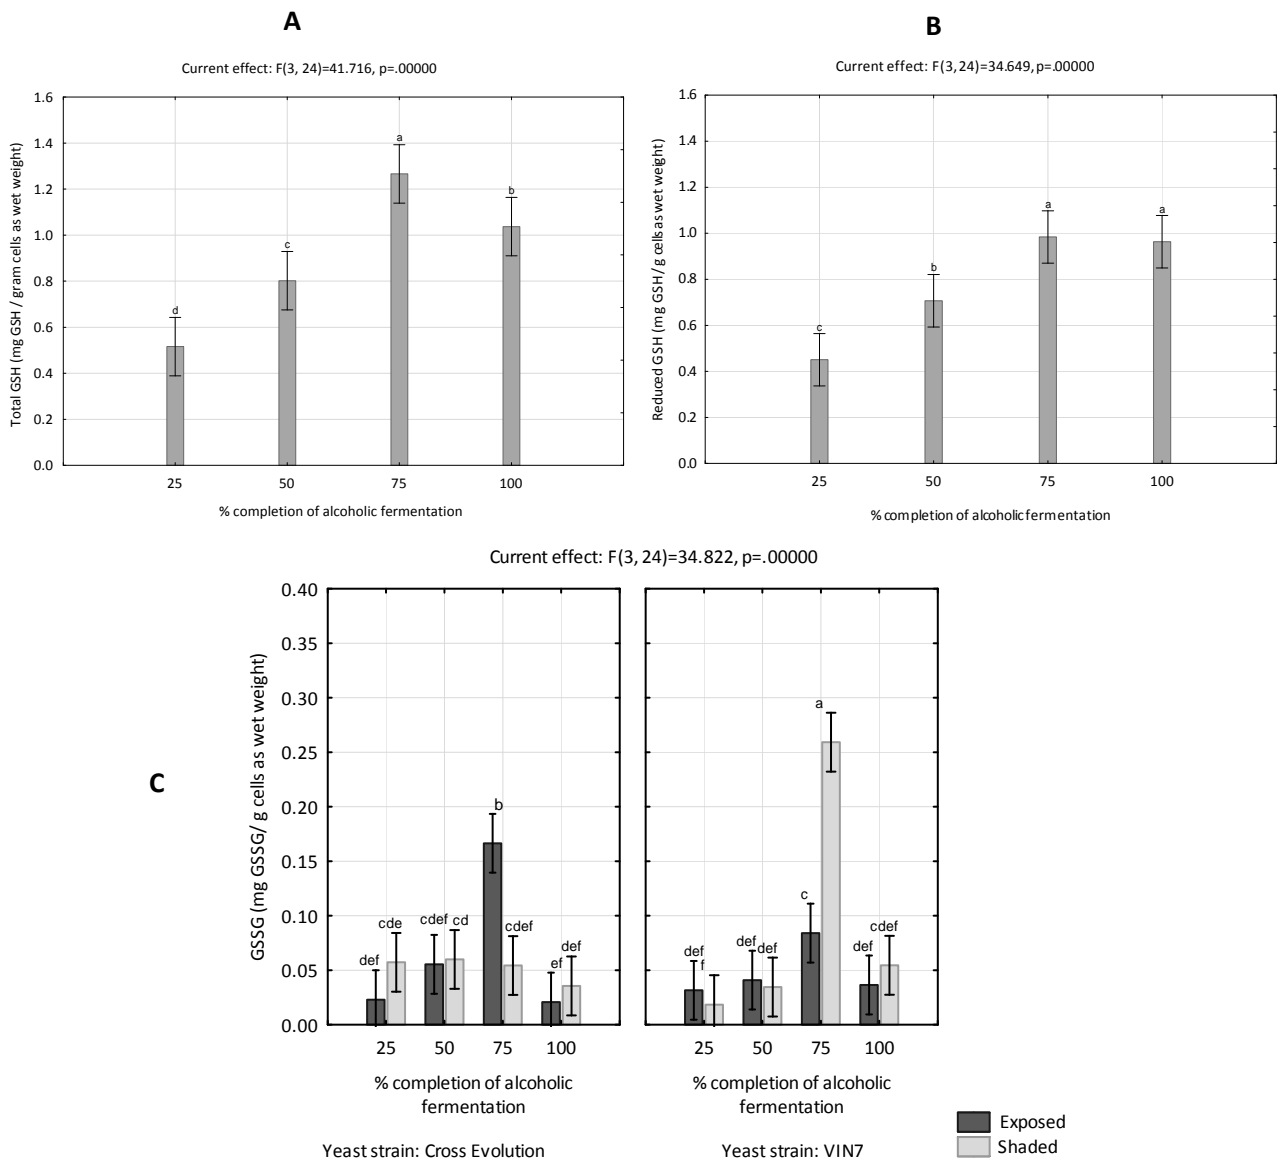 A
Current effect: F(3, 24)=41.716, p=.00000
Total GSH (mg GSH / gram cells as wet weight)
1.6
1.4
1.2
1.0
0.8
0.6
0.4
0.2
0.0
d
c
a
b
25 50 75 100
% completion of alcoholic fermentation
B
Current effect: F(3,24)=34.649, p=.00000
Reduced GSH (mg GSH/ g cells as wet weight)
1.6
1.4
1.2
1.0
0.8
0.6
0.4
0.2
0.0
c
b
a
a
25 50 75 100
% completion of alcoholic fermentation
C
Current effect: F(3, 24)=34.822, p=.00000
GSSG (mg GSSG/ g cells as wet weight)
0.40
0.35
0.30
0.25
0.20
0.15
0.10
0.05
0.00
def
cde
cdef
cd
b
cdef
ef
def
25 50 75 100
% completion of alcoholic
fermentation
Yeast strain: Cross Evolution
def
f
def
def
c
a
def
cdef
25 50 75 100
% completion of alcoholic
fermentation
Yeast strain: VIN7
Exposed
Shaded